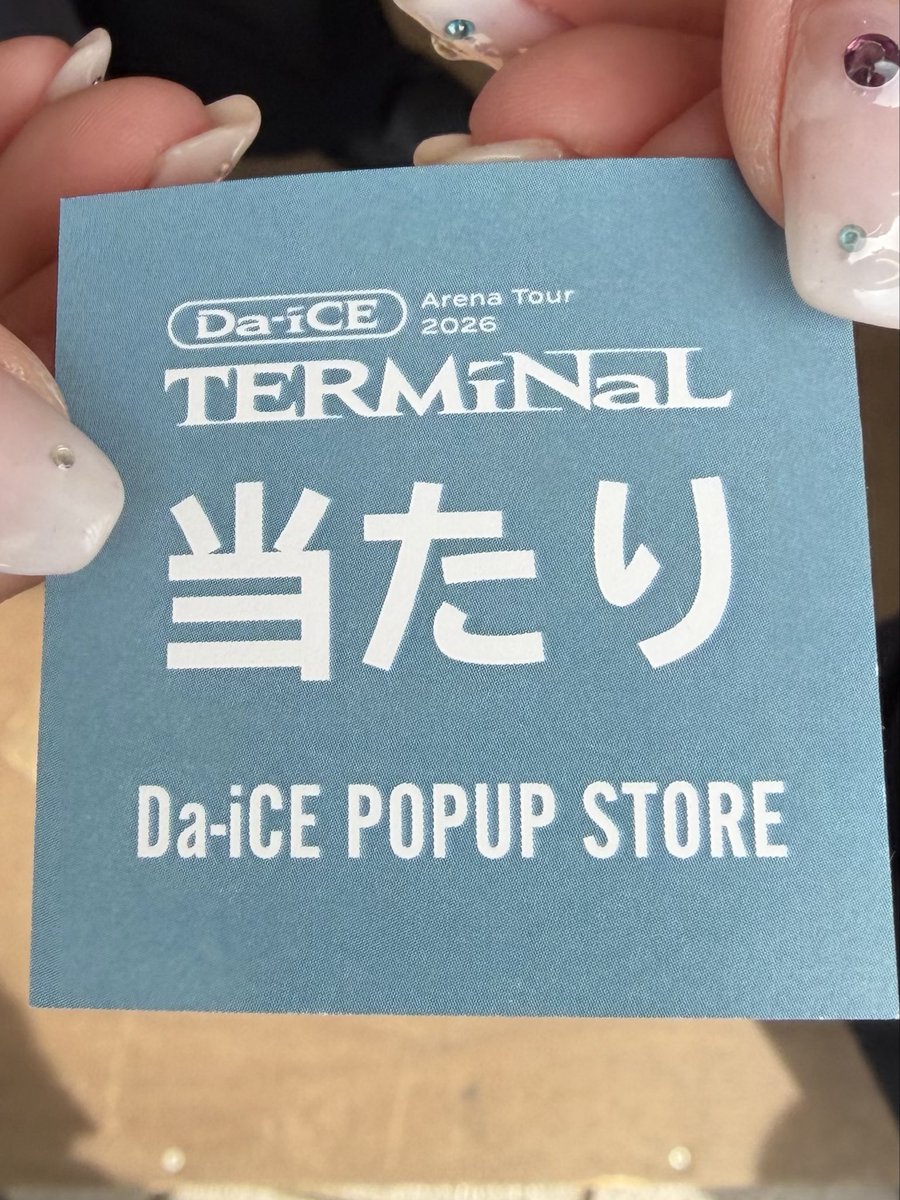 Da-iCE Arena Tour
2026
TERMiNaL
当たり
Da-iCE POPUP STORE